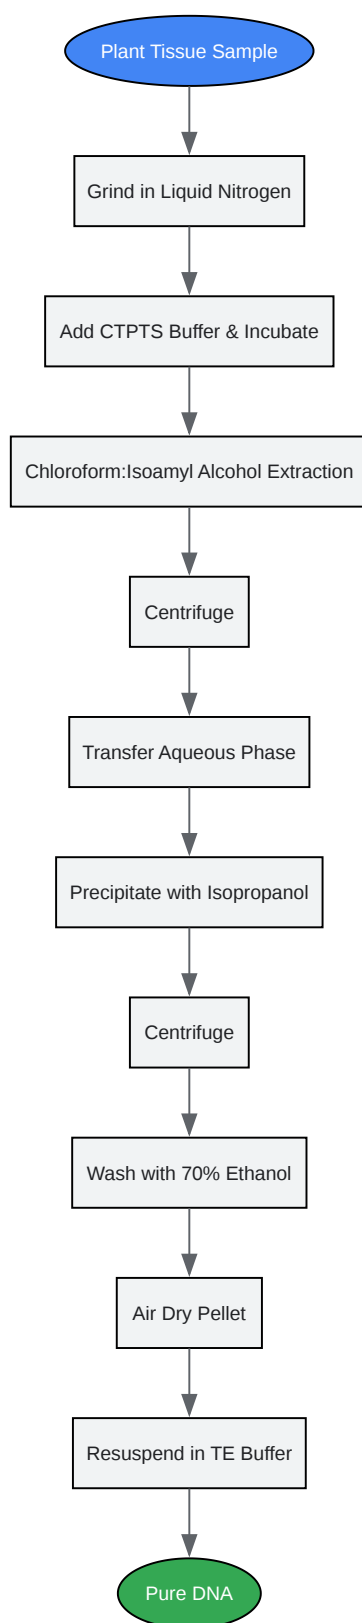 Plant Tissue Sample
Grind in Liquid Nitrogen
Add CTPTS Buffer & Incubate
Chloroform:Isoamyl Alcohol Extraction
Centrifuge
Transfer Aqueous Phase
Precipitate with Isopropanol
Centrifuge
Wash with 70% Ethanol
Air Dry Pellet
Resuspend in TE Buffer
Pure DNA